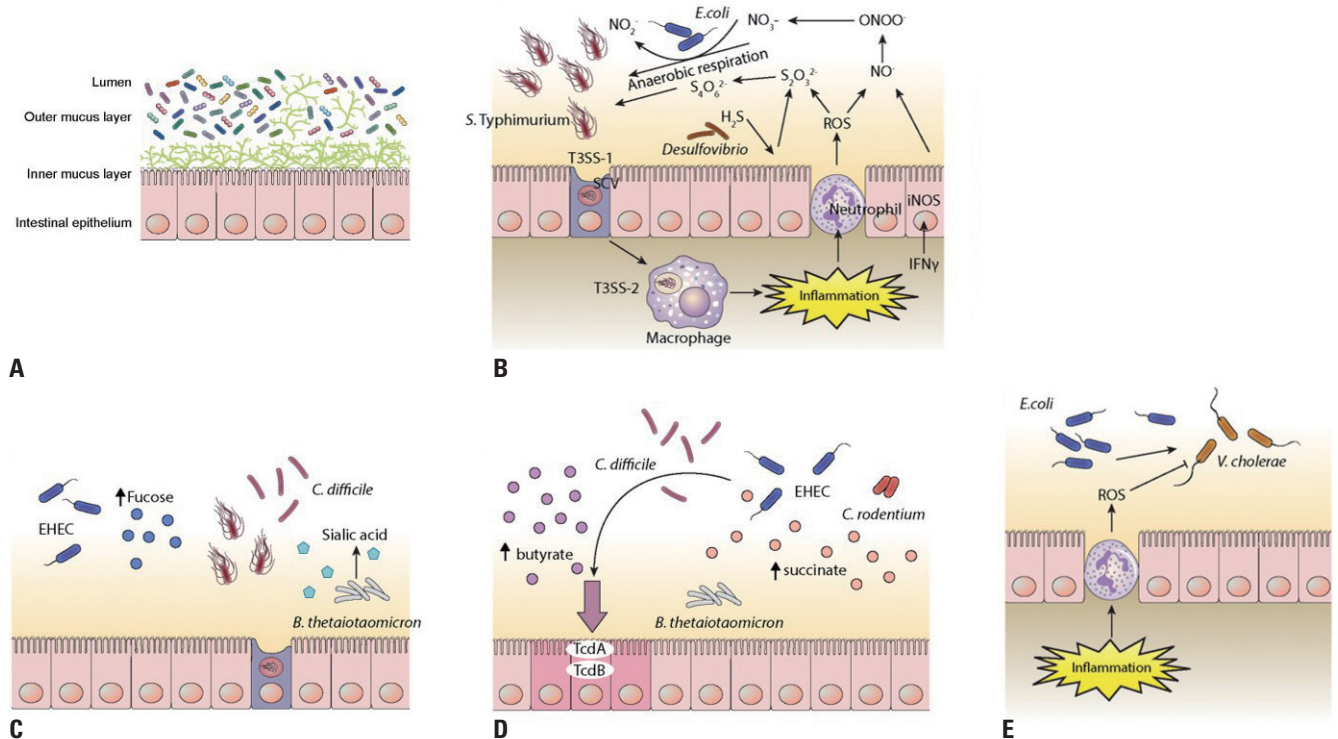 Lumen
Outer mucus layer
Inner mucus layer
Intestinal epithelium
A
E.coli
NO₂⁻
NO₃-
ONOO⁻
Anaerobic respiration
NO⁻
S₄O₆²⁻
S₂O₃²⁻
S. Typhimurium
H₂S
ROS
Desulfovibrio
T3SS-1
SCV
Neutrophil
iNOS
IFNγ
T3SS-2
Inflammation
Macrophage
B
Fucose
C. difficile
EHEC
Sialic acid
B. thetaiotaomicron
C
C. difficile
EHEC
C. rodentium
butyrate
succinate
B. thetaiotaomicron
TcdA
TcdB
D
E.coli
V. cholerae
ROS
Inflammation
E